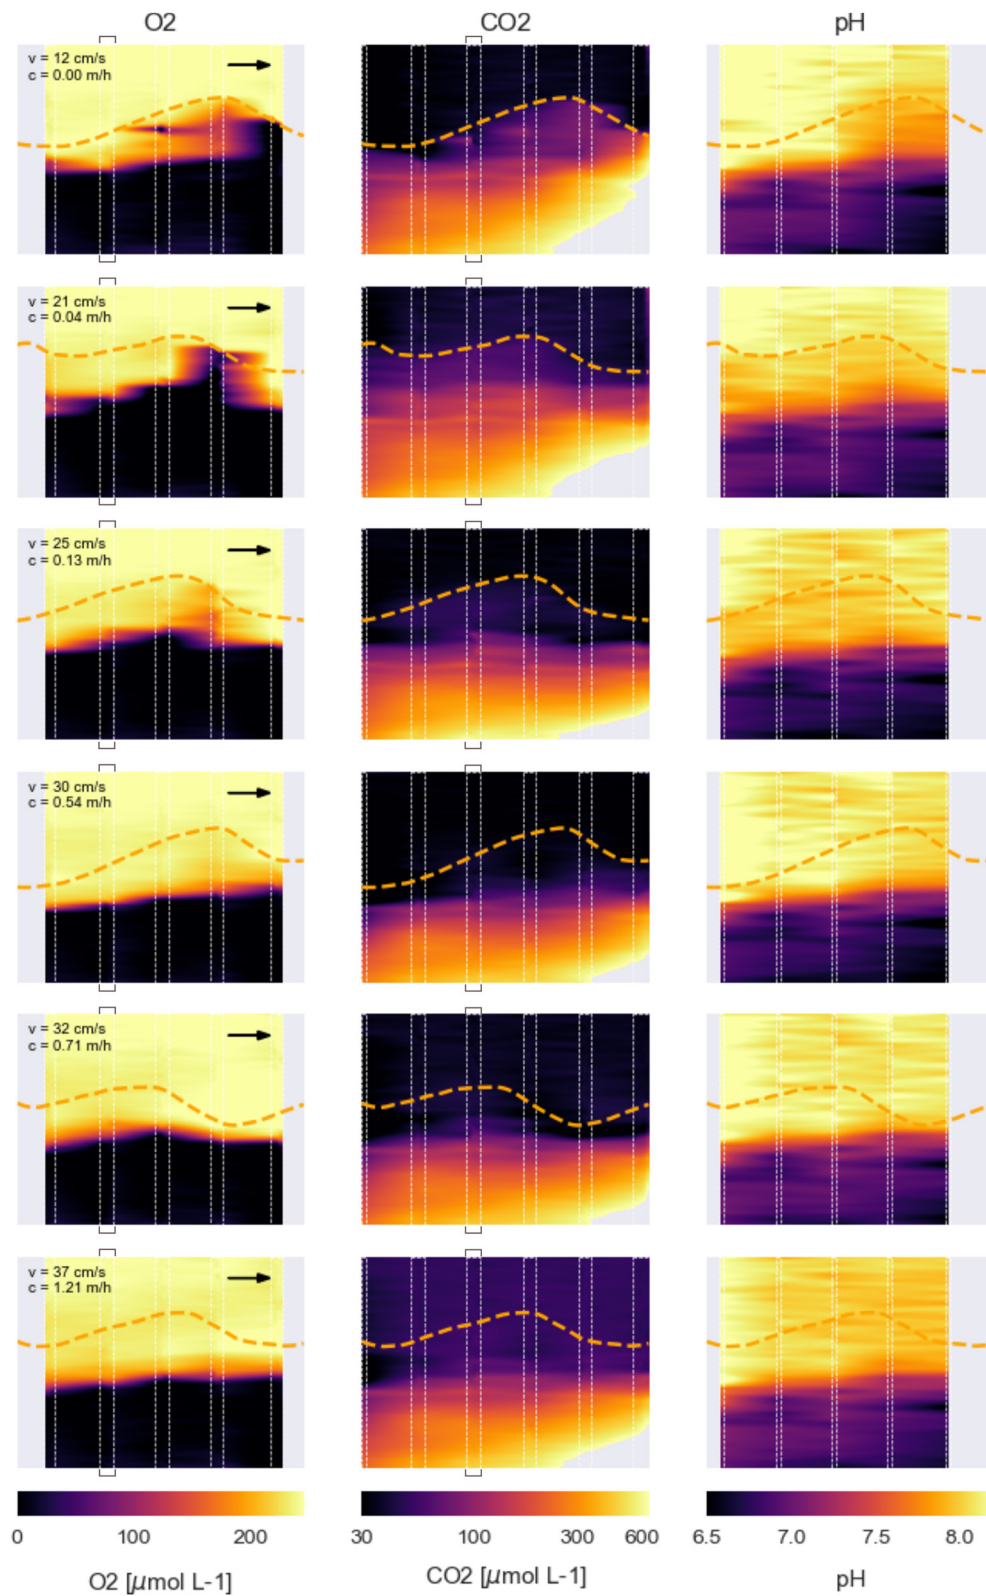 O2 CO2 pH
v = 12 cm/s
c = 0.00 m/h
v = 21 cm/s
c = 0.04 m/h
v = 25 cm/s
c = 0.13 m/h
v = 30 cm/s
c = 0.54 m/h
v = 32 cm/s
c = 0.71 m/h
v = 37 cm/s
c = 1.21 m/h
0 100 200 30 100 300 600 6.5 7.0 7.5 8.0
O2 [μmol L-1] CO2 [μmol L-1] pH